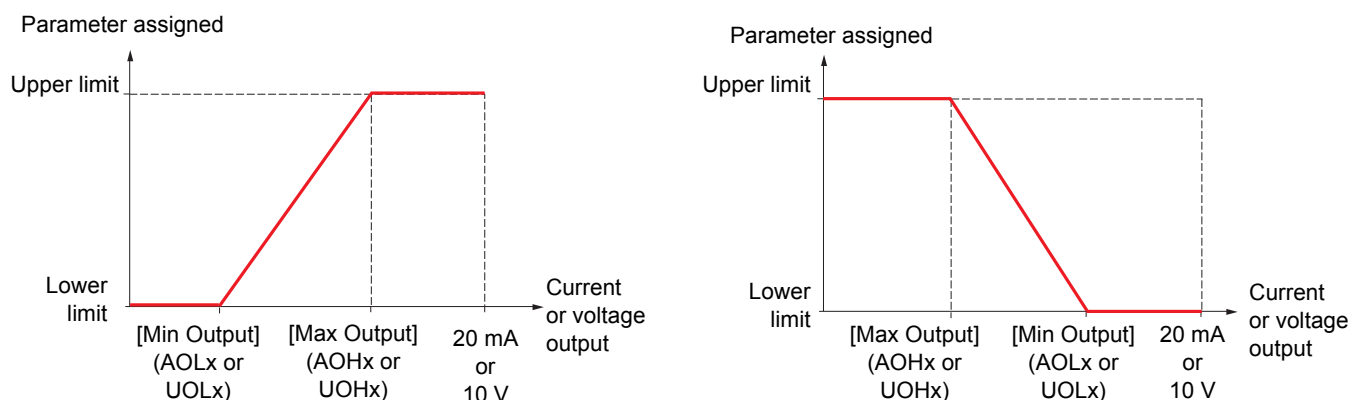 Parameter assigned
Upper limit
Lower
limit
[Min Output]
(AOLx or
UOLx)
[Max Output]
(AOHx or
UOHx)
20 mA
or
10 V
Current
or voltage
output
Parameter assigned
Upper limit
Lower
limit
[Max Output]
(AOHx or
UOHx)
[Min Output]
(AOLx or
UOLx)
20 mA
or
10 V
Current
or voltage
output